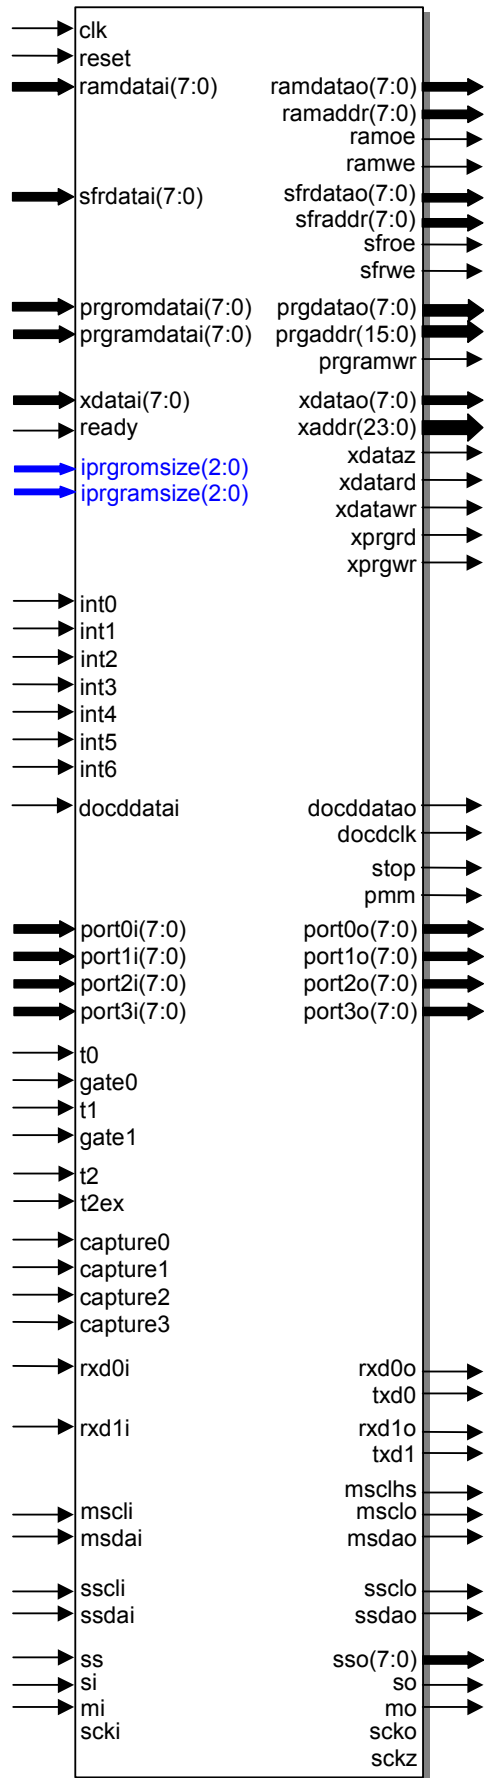 clk
reset
ramdatai(7:0) ramdatao(7:0)
ramaddr(7:0)
ramoe
ramwe
sfrdatai(7:0) sfrdatao(7:0)
sfraddr(7:0)
sfroe
sfrwe
prgromdatai(7:0) prgdatao(7:0)
prgramdatai(7:0) prgaddr(15:0)
prgramwr
xdatai(7:0) xdatao(7:0)
ready xaddr(23:0)
xdataz
iprgromsize(2:0)
xdatard
iprgramsize(2:0)
xdatawr
xprgrd
xprgwr
int0
int1
int2
int3
int4
int5
int6
docddatai docddatao
docdclk
stop
pmm
port0i(7:0) port0o(7:0)
port1i(7:0) port1o(7:0)
port2i(7:0) port2o(7:0)
port3i(7:0) port3o(7:0)
t0
gate0
t1
gate1
t2
t2ex
capture0
capture1
capture2
capture3
rxd0i rxd0o
txd0
rxd1i rxd1o
txd1
msclhs
mscli msclo
msdai msdao
sscli ssclo
ssdai ssdao
ss sso(7:0)
si so
mi mo
scki scko
sckz